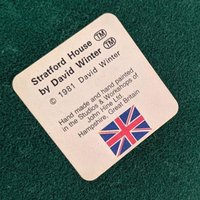 Stratford House ™
by David Winter ™
© 1981 David Winter
Hand made and hand painted
in the Studios & Workshops of
John Hine Ltd.
Hampshire, Great Britain